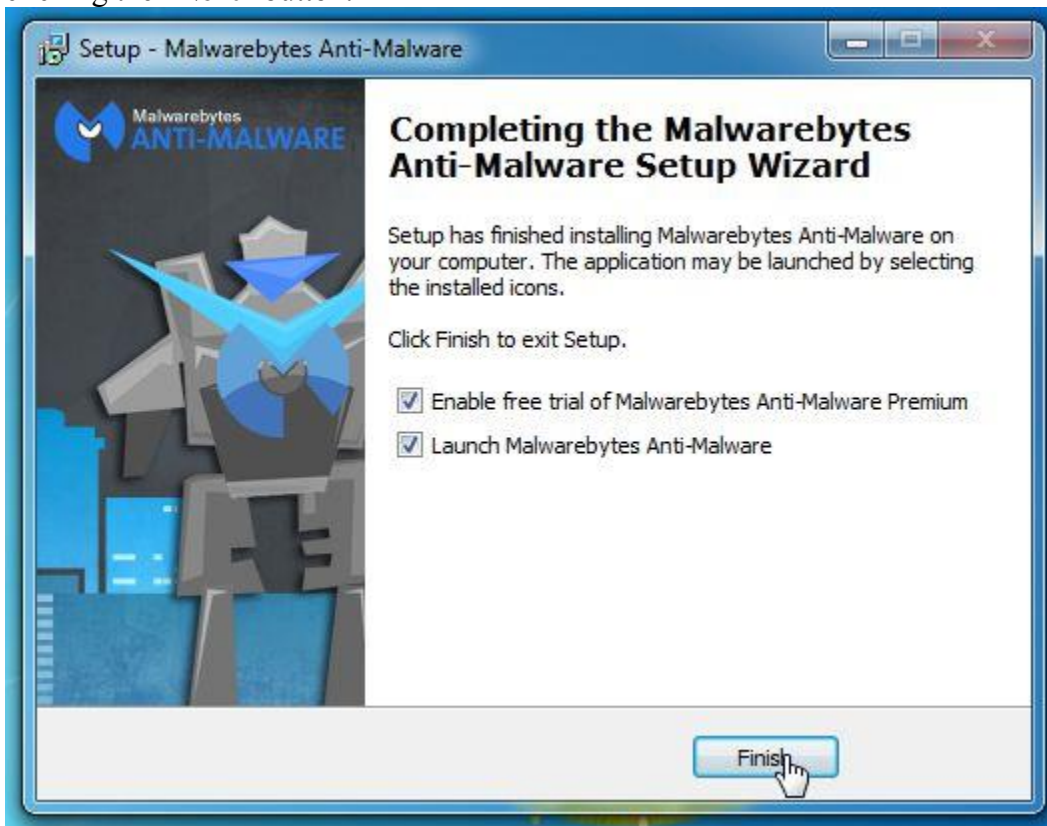 Setup - Malwarebytes Anti-Malware
Malwarebytes
ANTI-MALWARE
Completing the Malwarebytes
Anti-Malware Setup Wizard
Setup has finished installing Malwarebytes Anti-Malware on
your computer. The application may be launched by selecting
the installed icons.
Click Finish to exit Setup.
Enable free trial of Malwarebytes Anti-Malware Premium
Launch Malwarebytes Anti-Malware
Finish